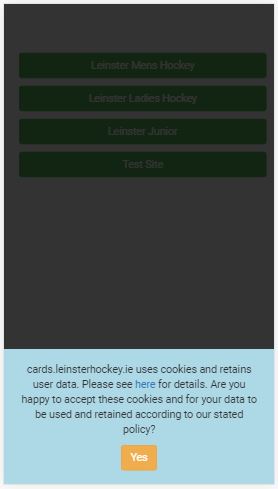 Leinster Mens Hockey
Leinster Ladies Hockey
Leinster Junior
Test Site
cards.leinsterhockey.ie uses cookies and retains
user data. Please see here for details. Are you
happy to accept these cookies and for your data to
be used and retained according to our stated
policy?
Yes